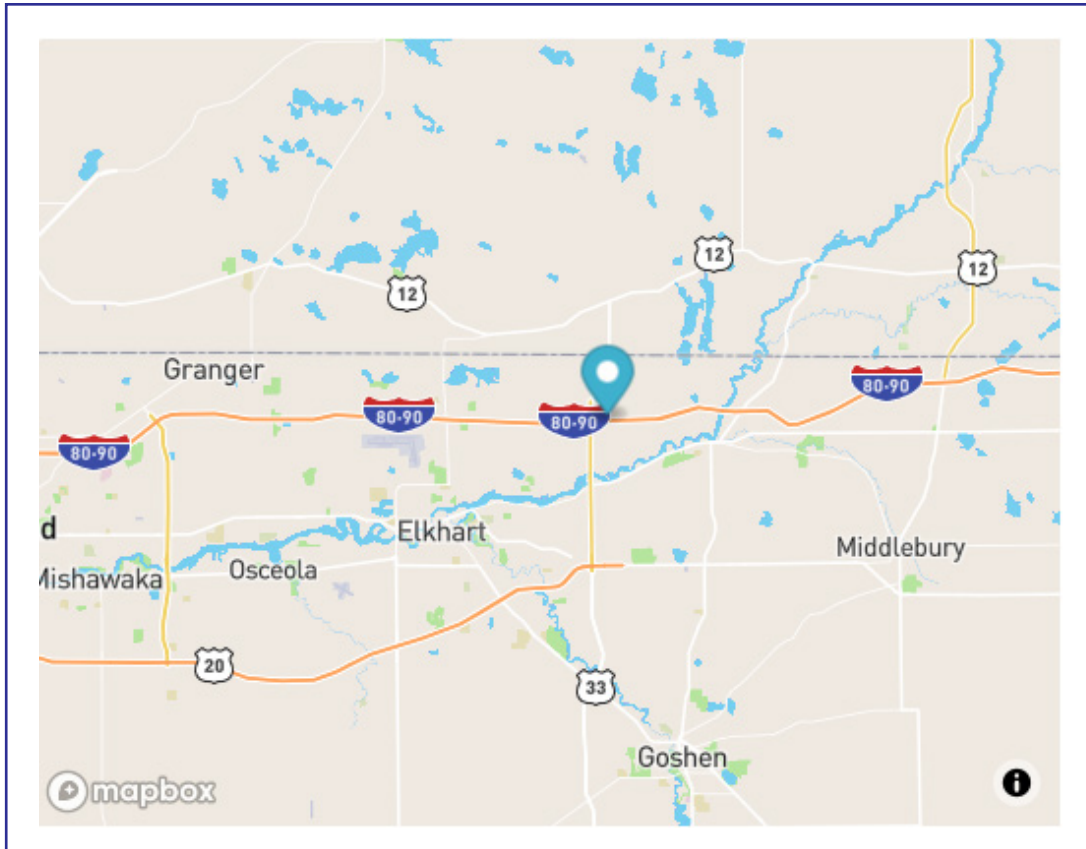 12
12
12
Granger
80-90
80-90
80-90
80-90
d
Elkhart
Middlebury
Mishawaka
Osceola
20
33
Goshen
mapbox
i